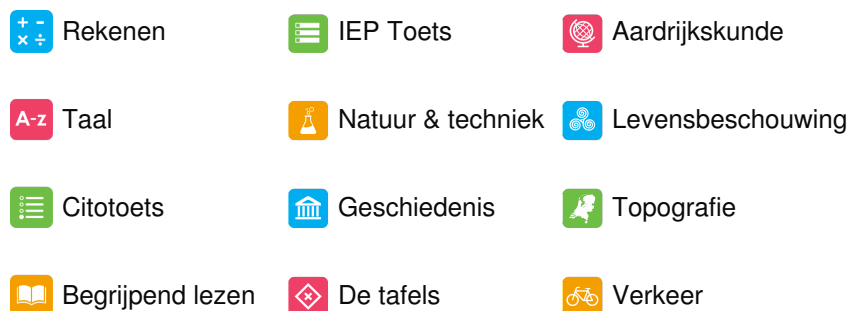 Rekenen
IEP Toets
Aardrijkskunde
A-z Taal
Natuur & techniek
Levensbeschouwing
Citotoets
Geschiedenis
Topografie
Begrijpend lezen
De tafels
Verkeer